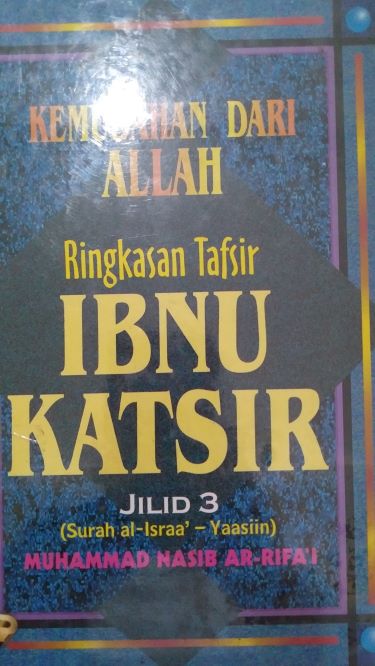 KEMUDAHAN DARI
ALLAH
Ringkasan Tafsir
IBNU
KATSIR
JILID 3
(Surah al-Israa' – Yaasiin)
MUHAMMAD NASIB AR-RIFA'I